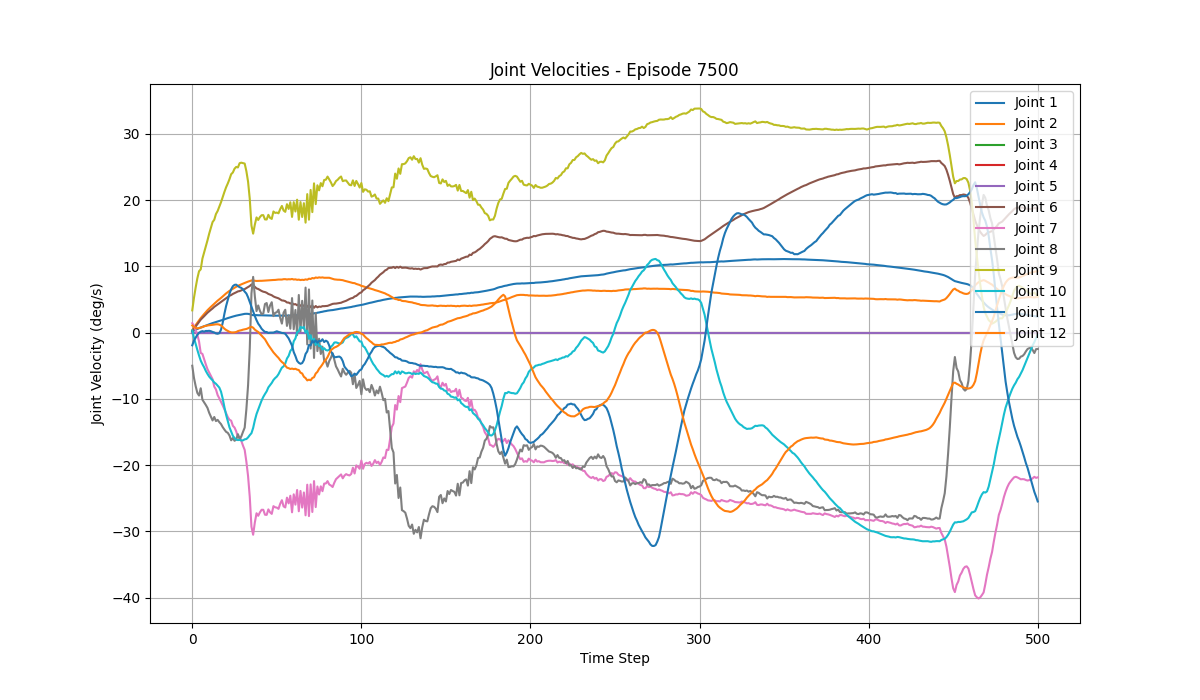 Joint Velocities - Episode 7500
Joint Velocity (deg/s)
30
20
10
0
−10
−20
−30
−40
0 100 200 300 400 500
Time Step
Joint 1
Joint 2
Joint 3
Joint 4
Joint 5
Joint 6
Joint 7
Joint 8
Joint 9
Joint 10
Joint 11
Joint 12